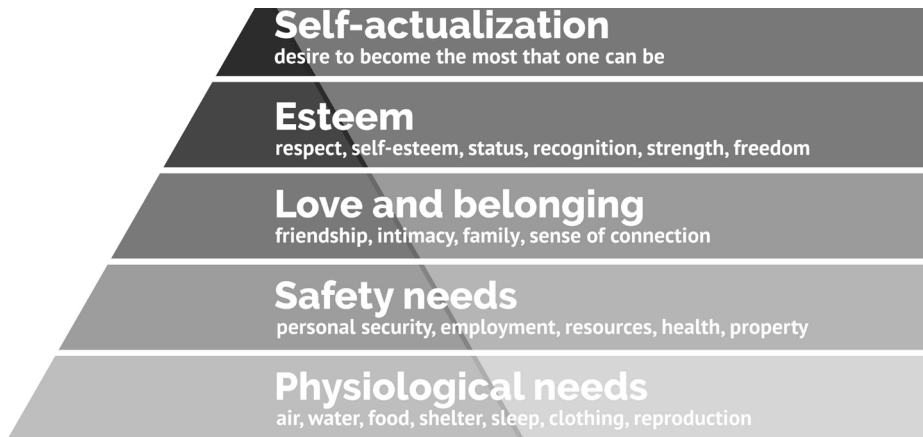 Self-actualization
desire to become the most that one can be
Esteem
respect, self-esteem, status, recognition, strength, freedom
Love and belonging
friendship, intimacy, family, sense of connection
Safety needs
personal security, employment, resources, health, property
Physiological needs
air, water, food, shelter, sleep, clothing, reproduction